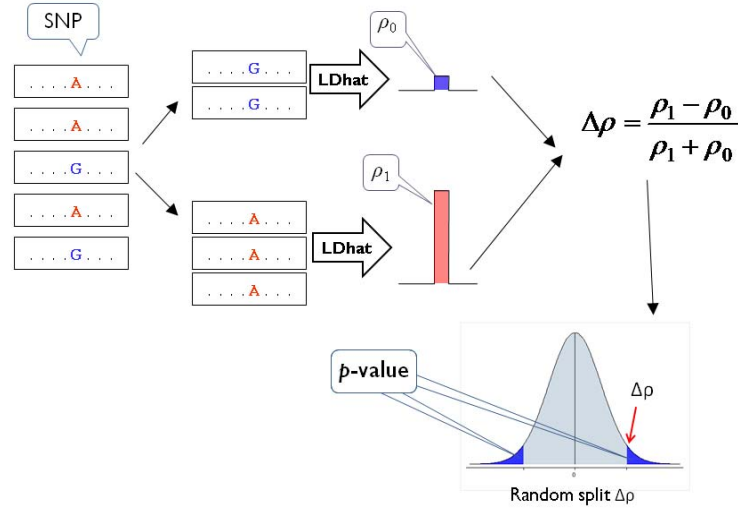 SNP
. . . . A . . .
. . . . A . . .
. . . . G . . .
. . . . A . . .
. . . . G . . .
. . . . G . . .
. . . . G . . .
LDhat
ρ0
. . . . A . . .
. . . . A . . .
. . . . A . . .
LDhat
ρ1
Δρ = (ρ1 − ρ0) / (ρ1 + ρ0)
p-value
Δρ
0
Random split Δρ